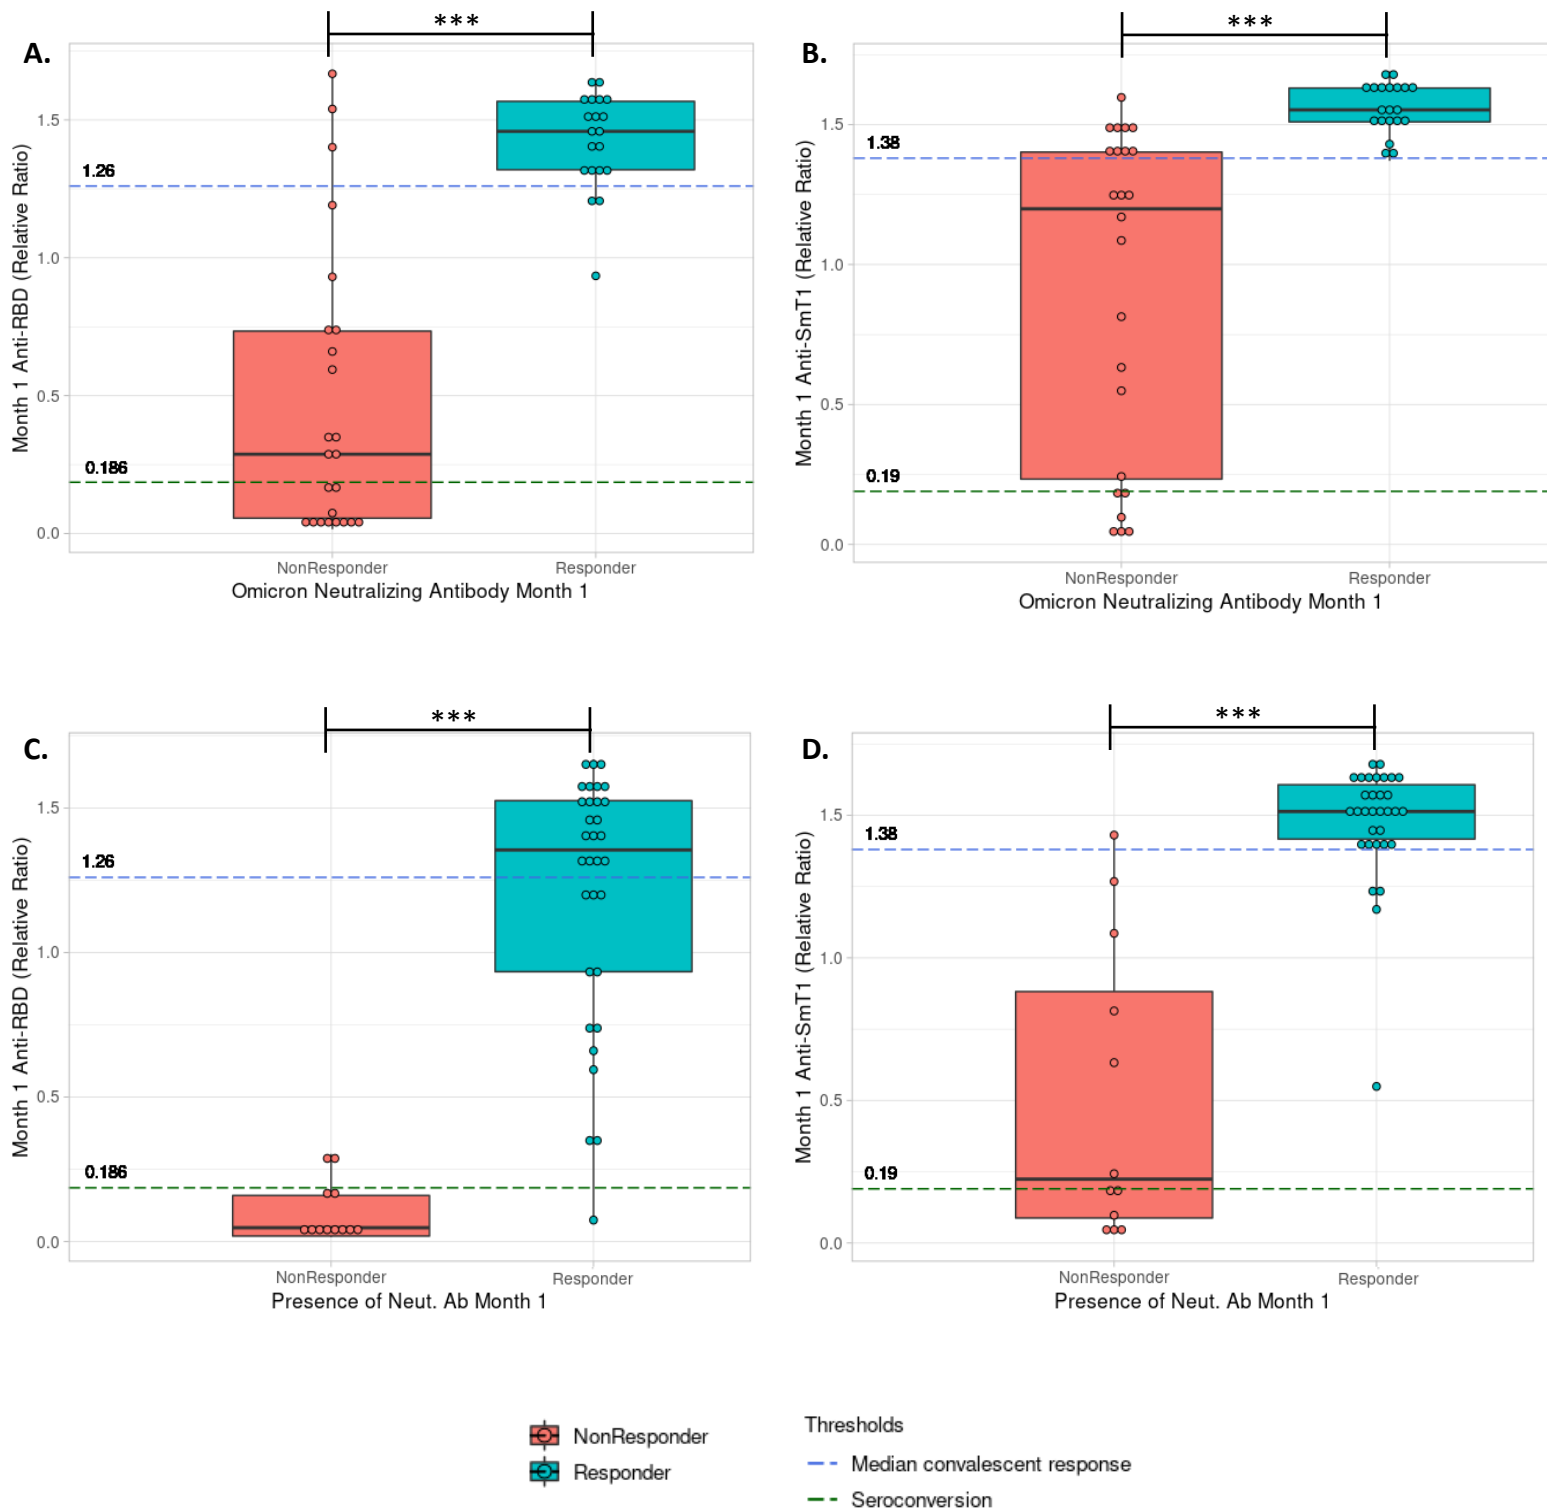 A.
***
1.26
0.186
Month 1 Anti-RBD (Relative Ratio)
1.5
1.0
0.5
0.0
NonResponder
Responder
Omicron Neutralizing Antibody Month 1
B.
***
1.38
0.19
Month 1 Anti-SmT1 (Relative Ratio)
1.5
1.0
0.5
0.0
NonResponder
Responder
Omicron Neutralizing Antibody Month 1
C.
***
1.26
0.186
Month 1 Anti-RBD (Relative Ratio)
1.5
1.0
0.5
0.0
NonResponder
Responder
Presence of Neut. Ab Month 1
D.
***
1.38
0.19
Month 1 Anti-SmT1 (Relative Ratio)
1.5
1.0
0.5
0.0
NonResponder
Responder
Presence of Neut. Ab Month 1
NonResponder
Responder
Thresholds
Median convalescent response
Seroconversion